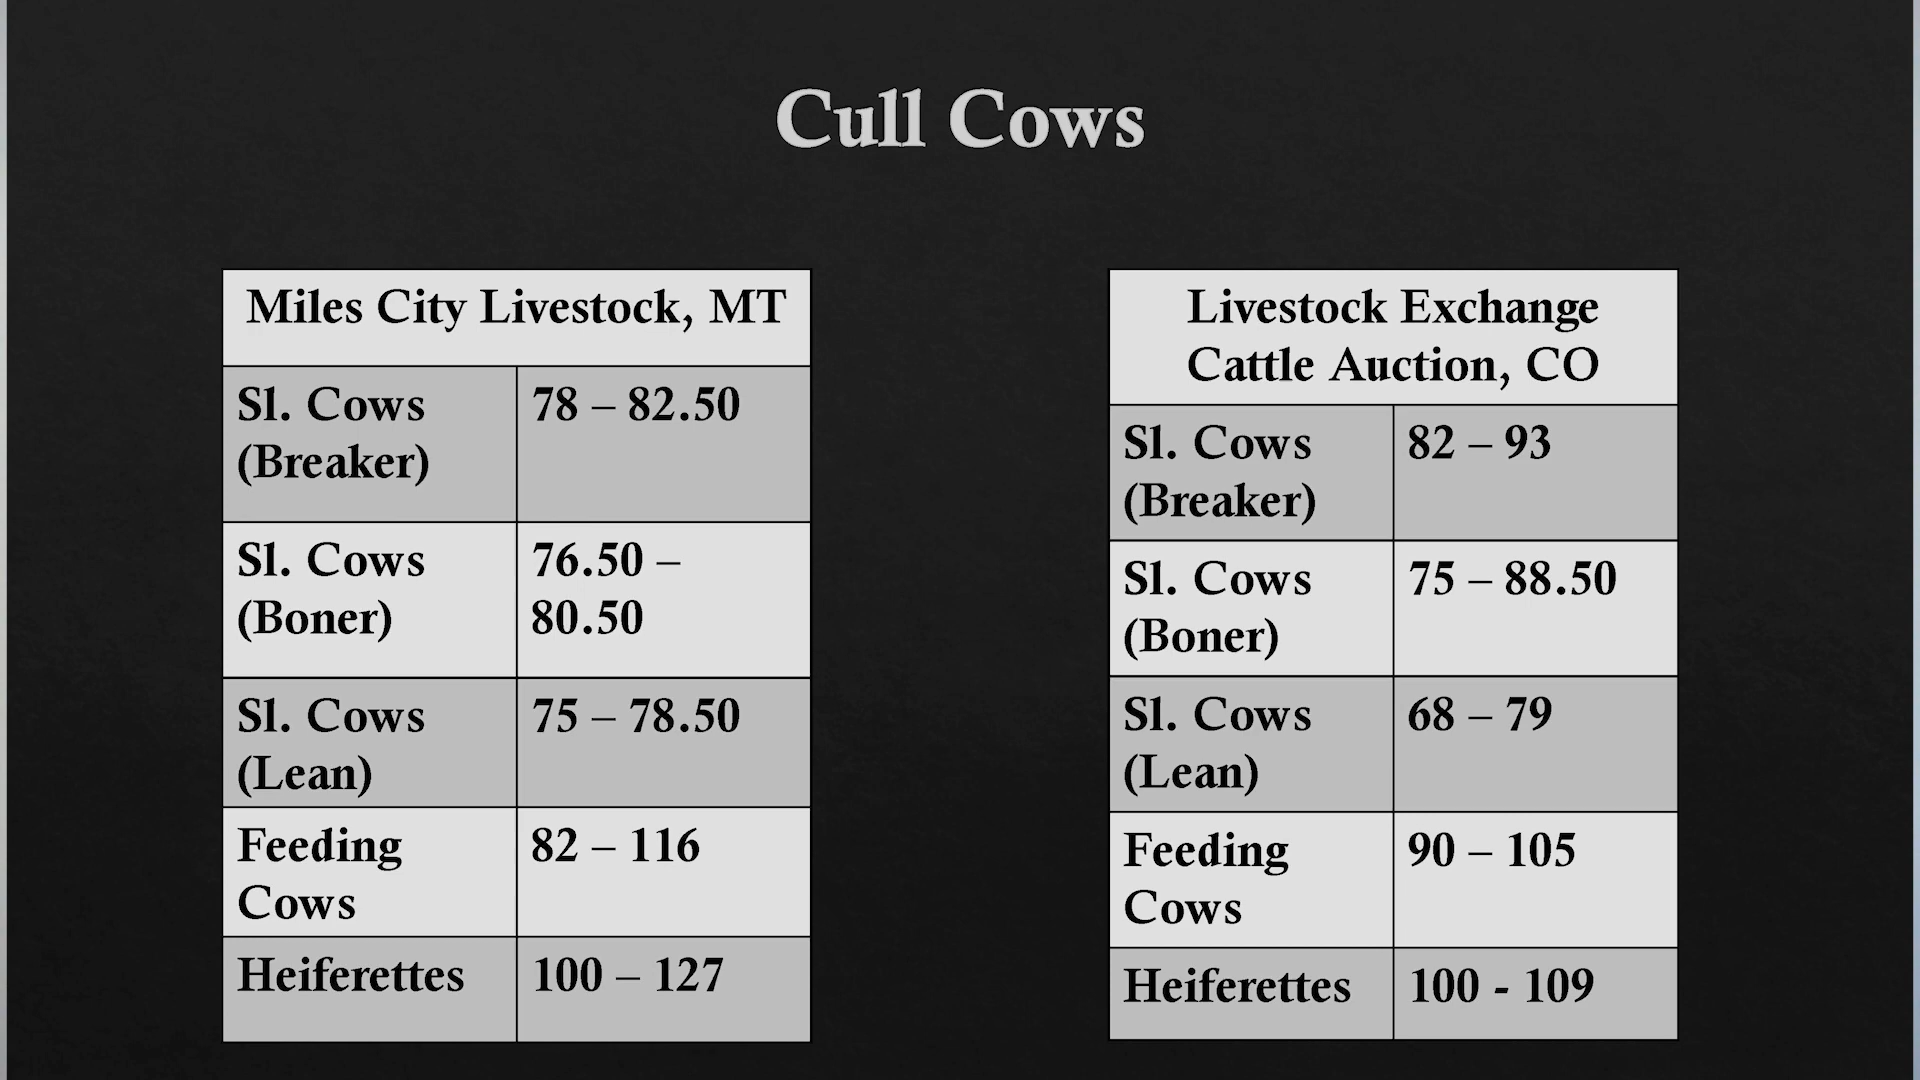 Cull Cows
Miles City Livestock, MT
Sl. Cows
(Breaker)
78 – 82.50
Sl. Cows
(Boner)
76.50 –
80.50
Sl. Cows
(Lean)
75 – 78.50
Feeding
Cows
82 – 116
Heiferettes
100 – 127
Livestock Exchange
Cattle Auction, CO
Sl. Cows
(Breaker)
82 – 93
Sl. Cows
(Boner)
75 – 88.50
Sl. Cows
(Lean)
68 – 79
Feeding
Cows
90 – 105
Heiferettes
100 - 109